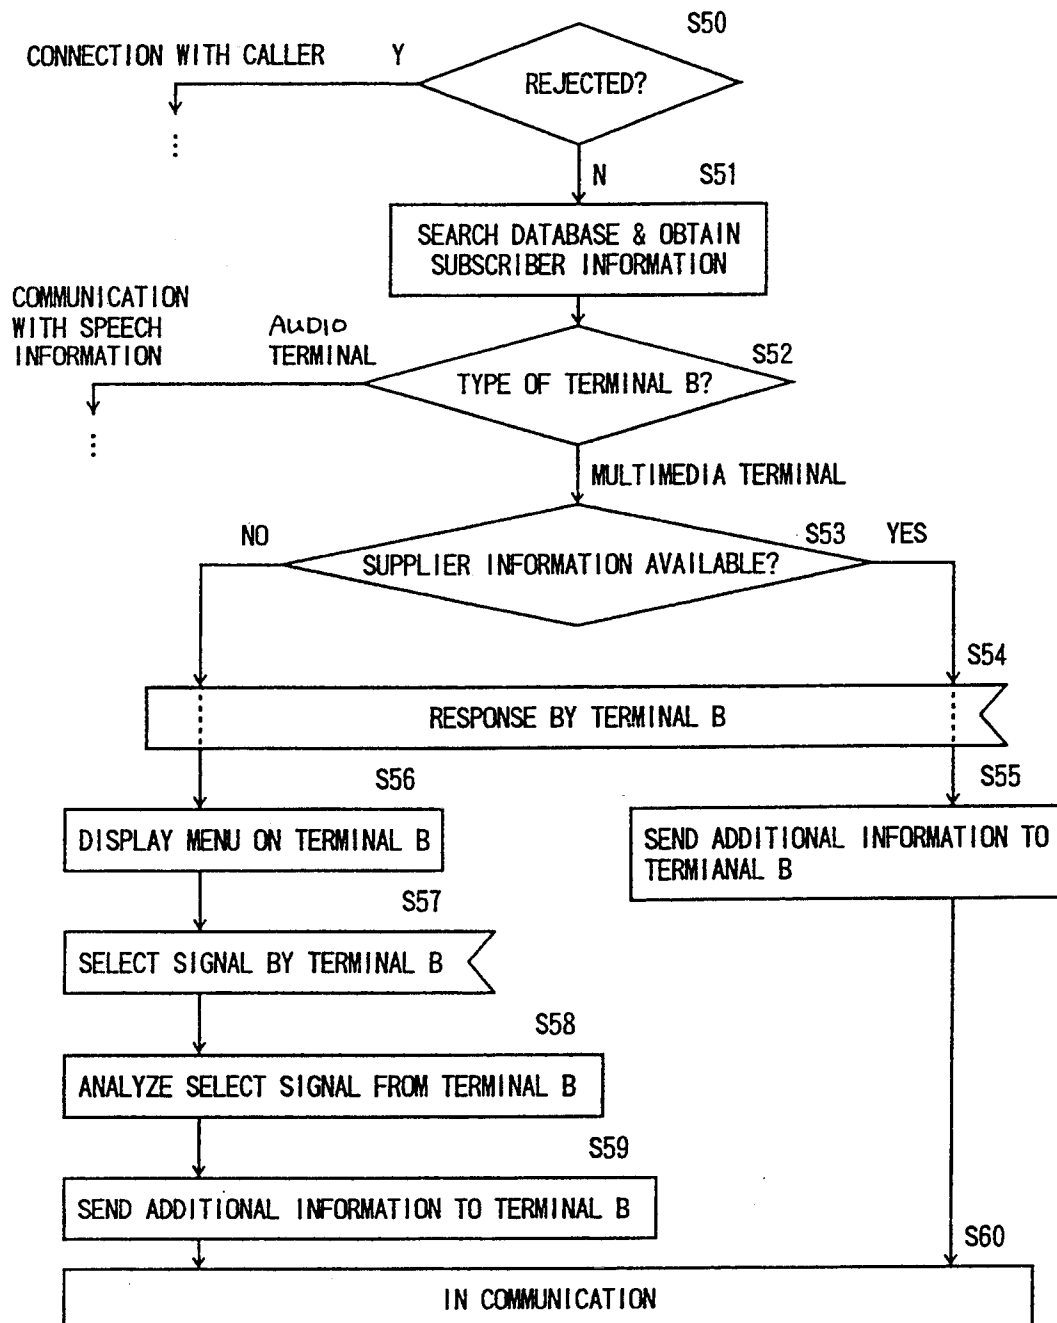 S50
CONNECTION WITH CALLER Y
REJECTED?
N
S51
SEARCH DATABASE & OBTAIN
SUBSCRIBER INFORMATION
COMMUNICATION
WITH SPEECH
INFORMATION
AUDIO
TERMINAL
S52
TYPE OF TERMINAL B?
MULTIMEDIA TERMINAL
NO
S53
YES
SUPPLIER INFORMATION AVAILABLE?
S54
RESPONSE BY TERMINAL B
S56
S55
DISPLAY MENU ON TERMINAL B
SEND ADDITIONAL INFORMATION TO
TERMIANAL B
S57
SELECT SIGNAL BY TERMINAL B
S58
ANALYZE SELECT SIGNAL FROM TERMINAL B
S59
SEND ADDITIONAL INFORMATION TO TERMINAL B
S60
IN COMMUNICATION